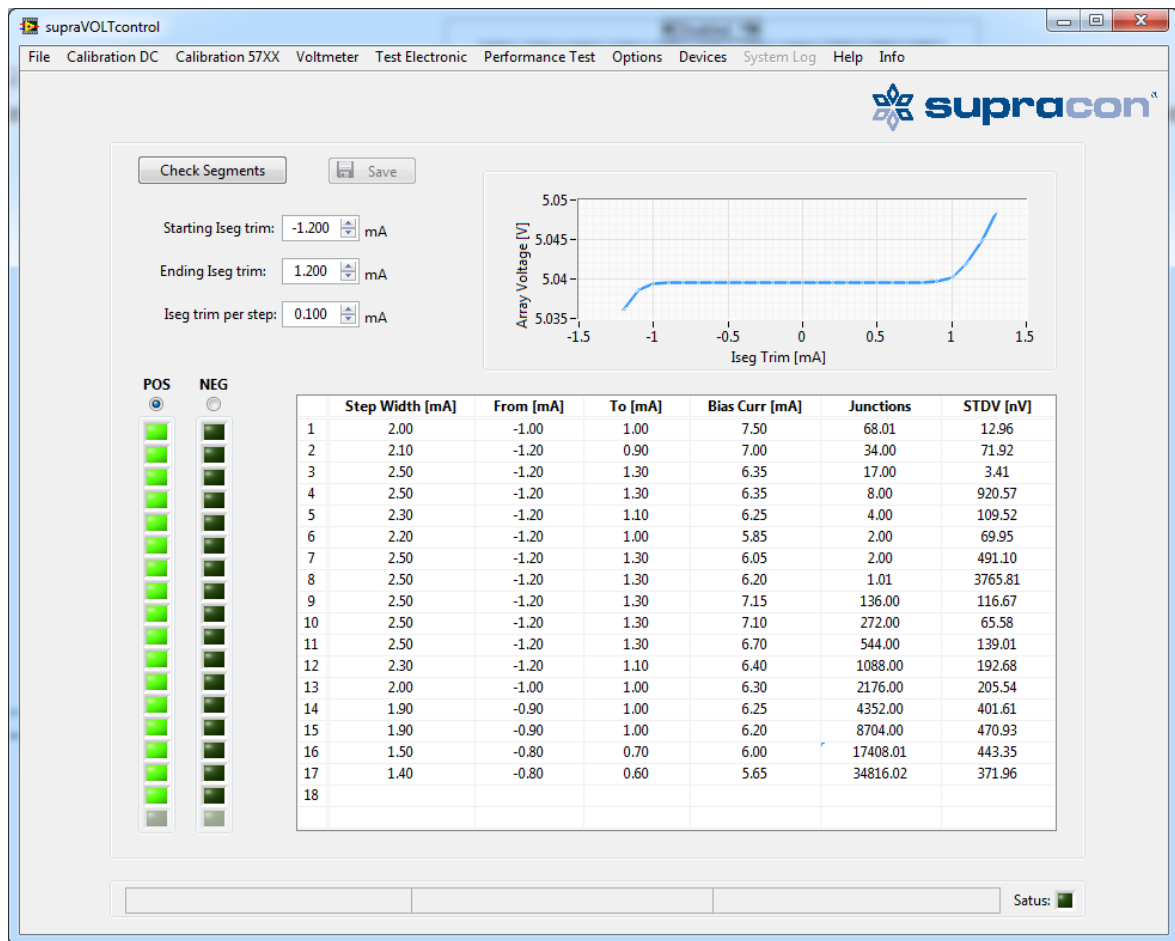 supraVOLTcontrol
File Calibration DC Calibration 57XX Voltmeter Test Electronic Performance Test Options Devices System Log Help Info
supracon
a
Check Segments Save
Starting Iseg trim: -1.200 mA
Ending Iseg trim: 1.200 mA
Iseg trim per step: 0.100 mA
Array Voltage [V]
5.05
5.045
5.04
5.035
-1.5 -1 -0.5 0 0.5 1 1.5
Iseg Trim [mA]
POS NEG
Step Width [mA] From [mA] To [mA] Bias Curr [mA] Junctions STDV [nV]
1 2.00 -1.00 1.00 7.50 68.01 12.96
2 2.10 -1.20 0.90 7.00 34.00 71.92
3 2.50 -1.20 1.30 6.35 17.00 3.41
4 2.50 -1.20 1.30 6.35 8.00 920.57
5 2.30 -1.20 1.10 6.25 4.00 109.52
6 2.20 -1.20 1.00 5.85 2.00 69.95
7 2.50 -1.20 1.30 6.05 2.00 491.10
8 2.50 -1.20 1.30 6.20 1.01 3765.81
9 2.50 -1.20 1.30 7.15 136.00 116.67
10 2.50 -1.20 1.30 7.10 272.00 65.58
11 2.50 -1.20 1.30 6.70 544.00 139.01
12 2.30 -1.20 1.10 6.40 1088.00 192.68
13 2.00 -1.00 1.00 6.30 2176.00 205.54
14 1.90 -0.90 1.00 6.25 4352.00 401.61
15 1.90 -0.90 1.00 6.20 8704.00 470.93
16 1.50 -0.80 0.70 6.00 17408.01 443.35
17 1.40 -0.80 0.60 5.65 34816.02 371.96
18
Satus: